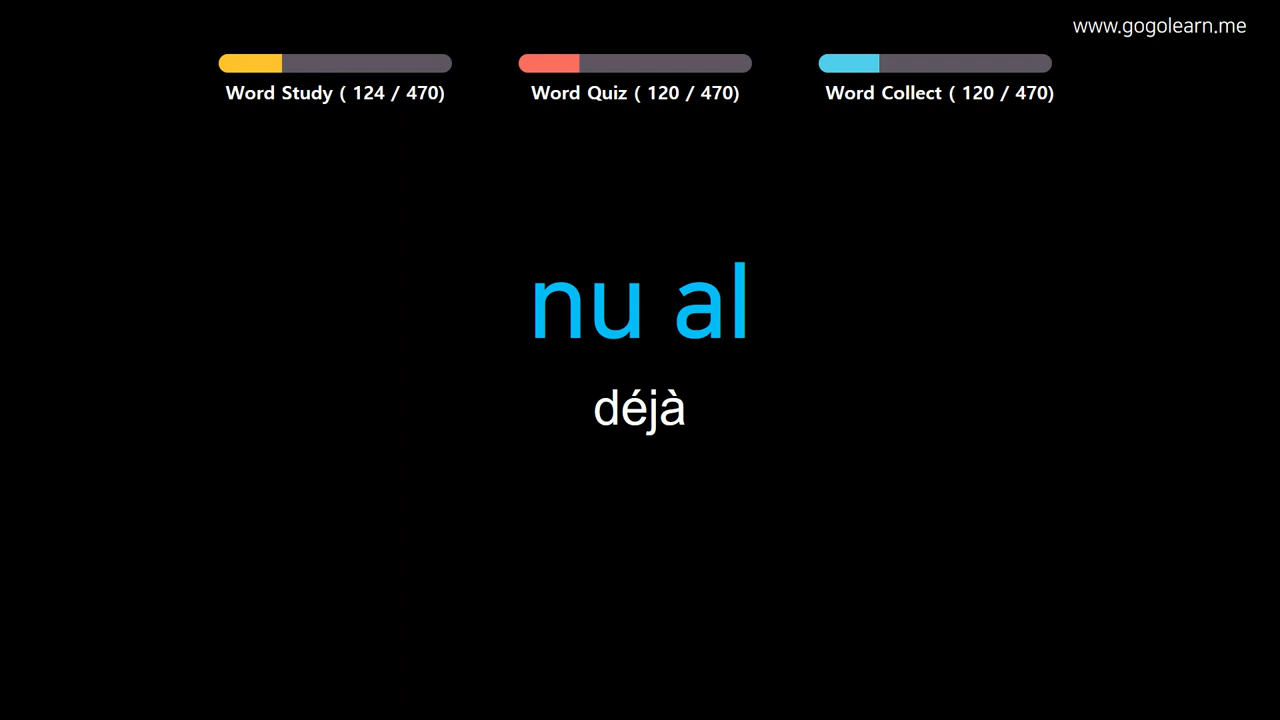 www.gogolearn.me
Word Study ( 124 / 470)
Word Quiz ( 120 / 470)
Word Collect ( 120 / 470)
nu al
déjà